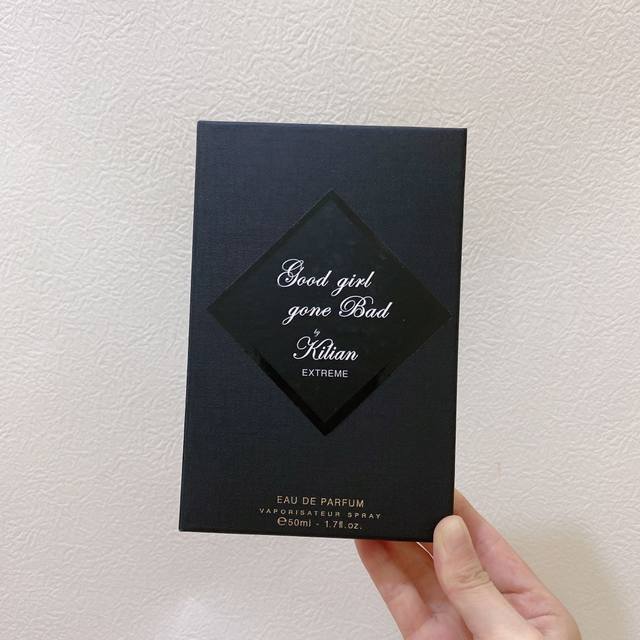 Good girl
gone Bad
by
Kilian
EXTREME
EAU DE PARFUM
VAPORISATEUR SPRAY
℮50ml - 1.7fl.oz.